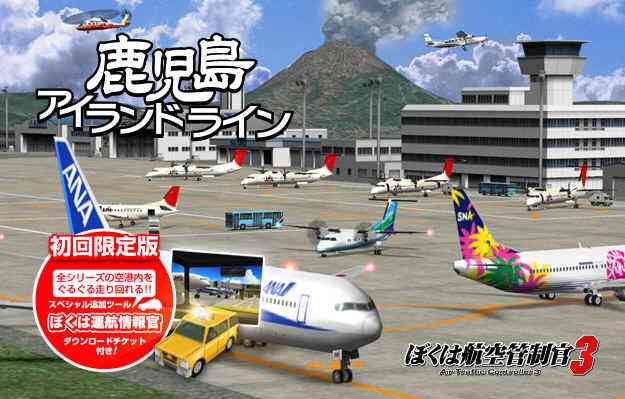 鹿児島
アイランドライン
ANA
SNA
初回限定版
全シリーズの空港内を
ぐるぐる走り回れる!!
スペシャル追加ツール
ぼくは運航情報官
ダウンロードチケット
付き!
ANA
ぼくは航空管制官3
Air Traffic Controller 3